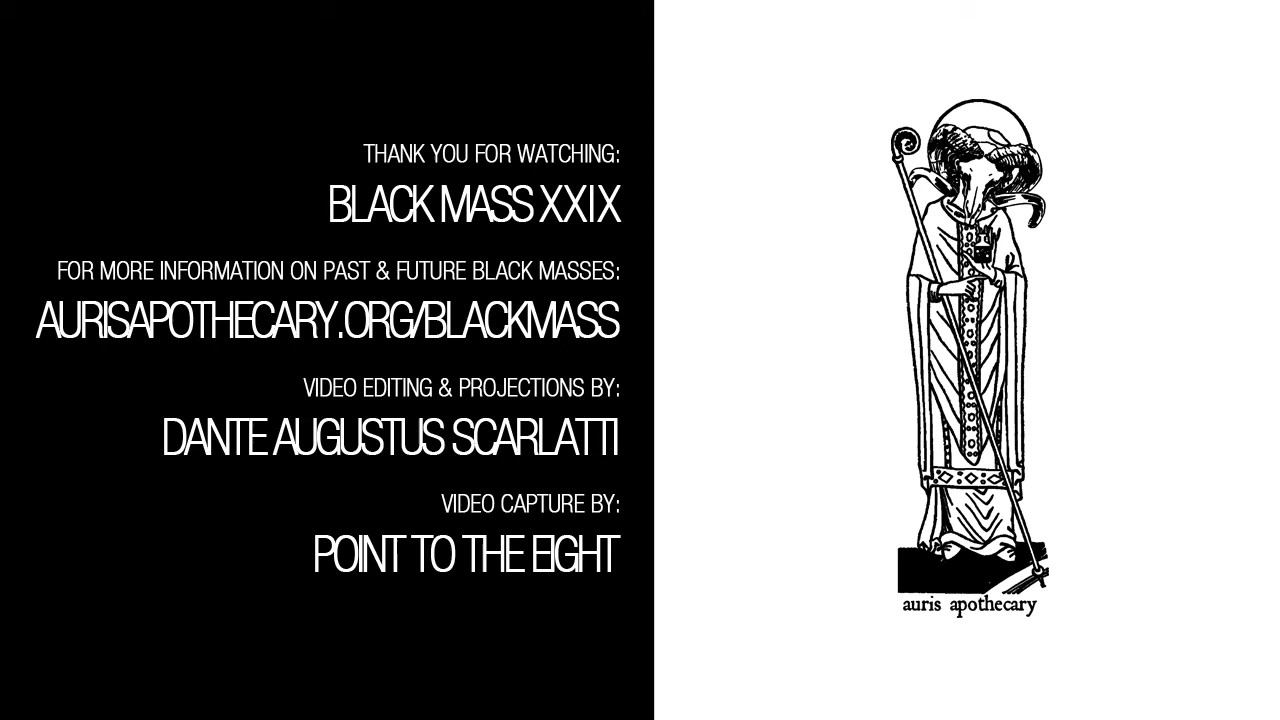 THANK YOU FOR WATCHING:
BLACK MASS XXIX
FOR MORE INFORMATION ON PAST & FUTURE BLACK MASSES:
AURISAPOTHECARY.ORG/BLACKMASS
VIDEO EDITING & PROJECTIONS BY:
DANTE AUGUSTUS SCARLATTI
VIDEO CAPTURE BY:
POINT TO THE EIGHT
auris apothecary